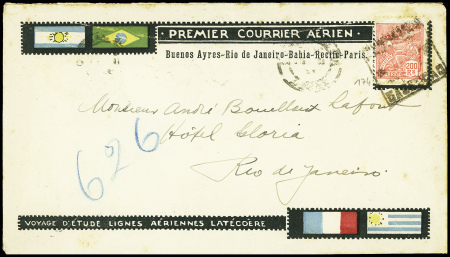 · PREMIER COURRIER AÉRIEN ·
Buenos Ayres-Rio de Janeiro-Bahia-Recife-Paris
200
Monsieur André Bouilloux Lafont
Hôtel Gloria
Rio de Janeiro
626
VOYAGE D'ÉTUDE LIGNES AÉRIENNES LATÉCOÈRE